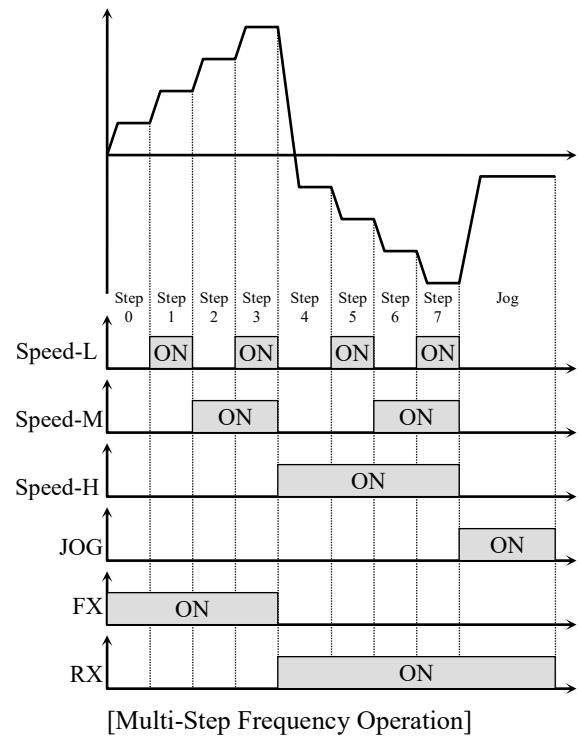 Step Step Step Step Step Step Step Step Jog
0 1 2 3 4 5 6 7
Speed-L ON ON ON ON
Speed-M ON ON
Speed-H ON
JOG ON
FX ON
RX ON
[Multi-Step Frequency Operation]